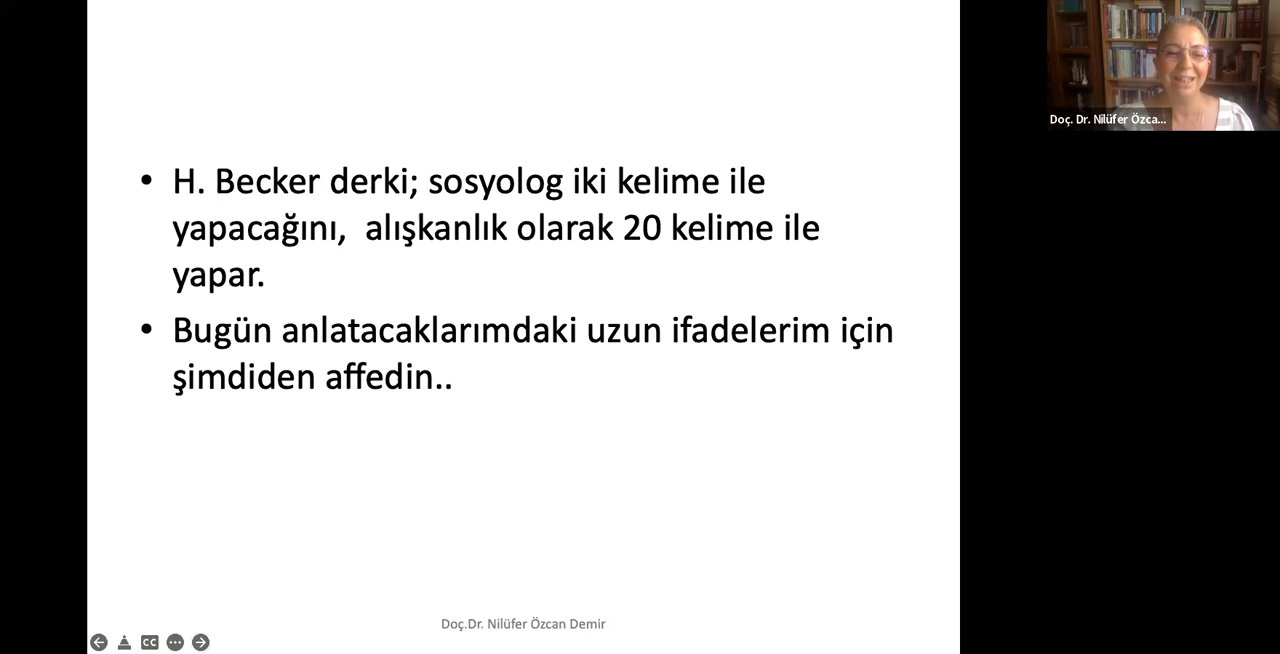 • H. Becker derki; sosyolog iki kelime ile
yapacağını,  alışkanlık olarak 20 kelime ile
yapar.
• Bugün anlatacaklarımdaki uzun ifadelerim için
şimdiden affedin..
Doç.Dr. Nilüfer Özcan Demir
CC
Doç. Dr. Nilüfer Özca...